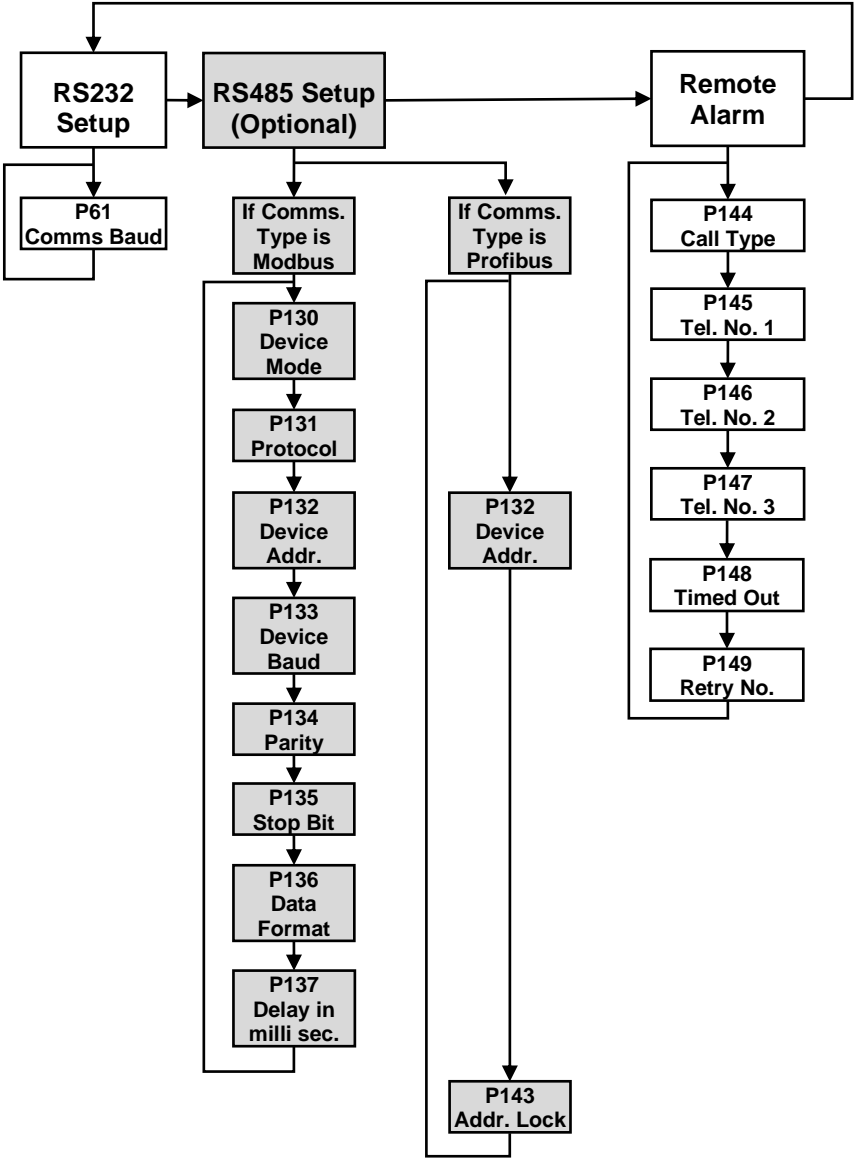 RS232
Setup
RS485 Setup
(Optional)
Remote
Alarm
P61
Comms Baud
If Comms.
Type is
Modbus
P130
Device
Mode
P131
Protocol
P132
Device
Addr.
P133
Device
Baud
P134
Parity
P135
Stop Bit
P136
Data
Format
P137
Delay in
milli sec.
If Comms.
Type is
Profibus
P132
Device
Addr.
P143
Addr. Lock
P144
Call Type
P145
Tel. No. 1
P146
Tel. No. 2
P147
Tel. No. 3
P148
Timed Out
P149
Retry No.